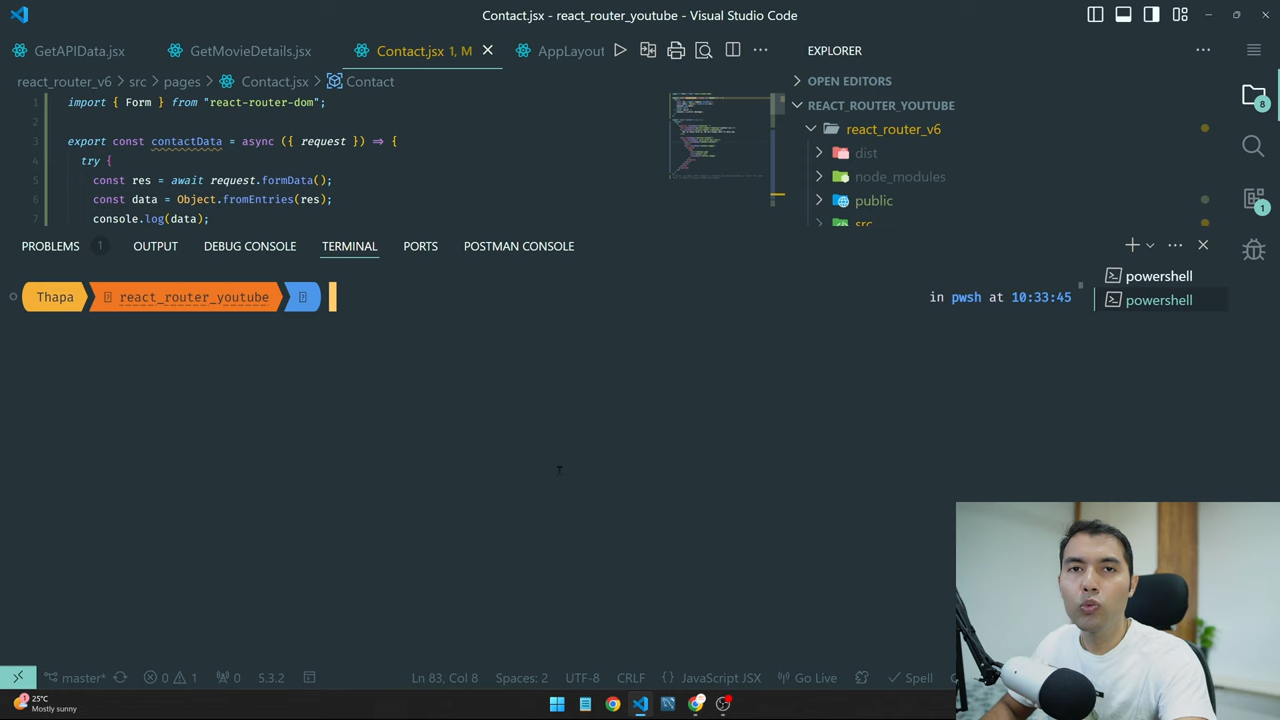 Contact.jsx - react_router_youtube - Visual Studio Code
GetAPIData.jsx
GetMovieDetails.jsx
Contact.jsx 1, M
AppLayout
EXPLORER
react_router_v6 > src > pages > Contact.jsx > Contact
OPEN EDITORS
REACT_ROUTER_YOUTUBE
react_router_v6
dist
node_modules
public
src
8
1
1 import { Form } from "react-router-dom";
2
3 export const contactData = async ({ request }) => {
4 try {
5 const res = await request.formData();
6 const data = Object.fromEntries(res);
7 console.log(data);
PROBLEMS 1 OUTPUT DEBUG CONSOLE TERMINAL PORTS POSTMAN CONSOLE
Thapa react_router_youtube
in pwsh at 10:33:45
powershell
powershell
master* 0 1 0 5.3.2 Ln 83, Col 8 Spaces: 2 UTF-8 CRLF { } JavaScript JSX Go Live Spell
25°C
Mostly sunny